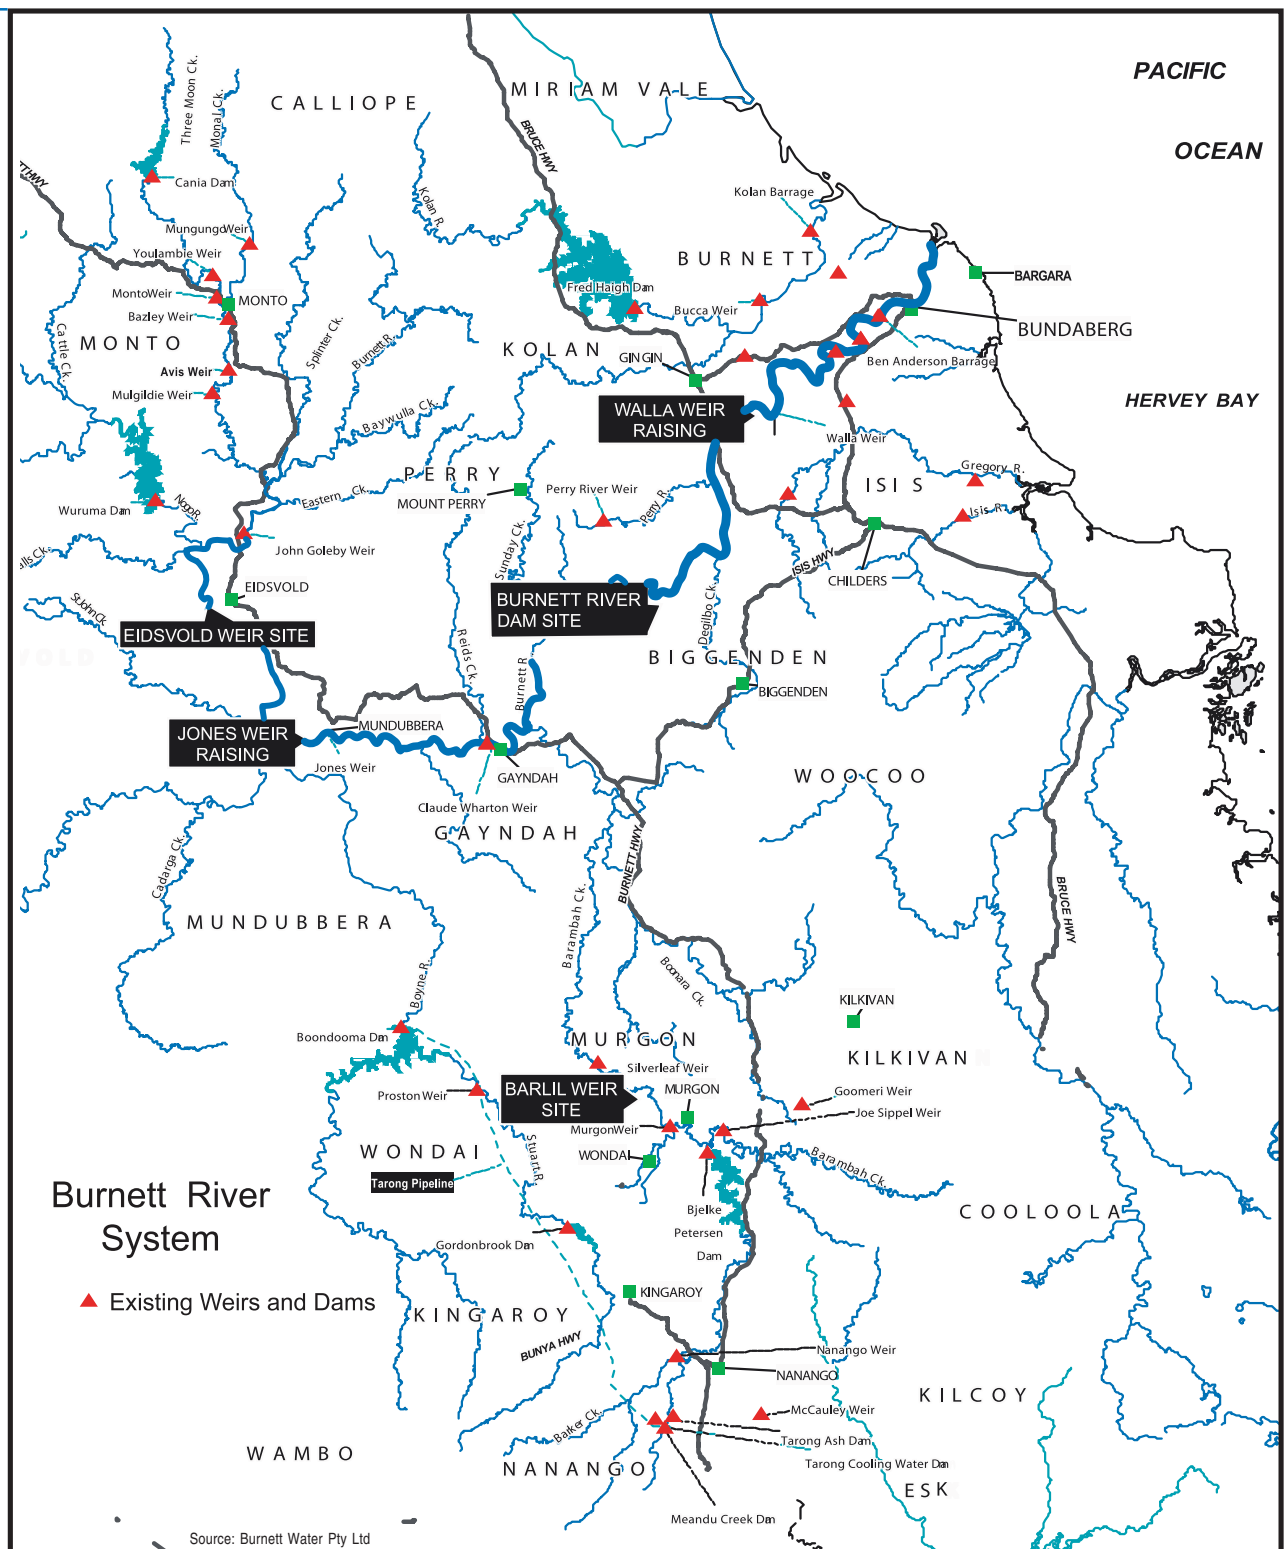 PACIFIC
OCEAN
HERVEY BAY
MIRIAM VALE
CALLIOPE
BRUCE HWY
Three Moon Ck.
Monal Ck.
Kolan R.
Cania Dam
Kolan Barrage
Mungungo Weir
Youlambie Weir
BURNETT
BARGARA
Fred Haigh Dam
Monto Weir
MONTO
Bucca Weir
Bazley Weir
BUNDABERG
MONTO
Cattle Ck.
Splinter Ck.
Burnett R.
KOLAN
GIN GIN
Ben Anderson Barrage
Avis Weir
Mulgildie Weir
Baywulla Ck.
WALLA WEIR
RAISING
Walla Weir
PERRY
Gregory R.
ISIS
Eastern Ck.
MOUNT PERRY
Perry River Weir
Perry R.
Wuruma Dam
Nogo R.
Isis R.
John Goleby Weir
Sunday Ck.
ISIS HWY
CHILDERS
EIDSVOLD
BURNETT RIVER
DAM SITE
St John Ck
EIDSVOLD WEIR SITE
Reids Ck.
Degilbo Ck.
BIGGENDEN
BIGGENDEN
Burnett R
JONES WEIR
RAISING
MUNDUBBERA
Jones Weir
GAYNDAH
WOOCOO
Claude Wharton Weir
GAYNDAH
BURNETT HWY
Cadarga Ck.
Barambah Ck.
BRUCE HWY
MUNDUBBERA
Boonara Ck.
Boyne R.
KILKIVAN
Boondooma Dam
MURGON
KILKIVAN
Silverleaf Weir
BARLIL WEIR
SITE
MURGON
Goomeri Weir
Proston Weir
Joe Sippel Weir
Murgon Weir
Stuart R.
WONDAI
WONDAI
Barambah Ck.
Tarong Pipeline
Burnett River
System
Bjelke
Petersen
Dam
COOLOOLA
Gordonbrook Dam
KINGAROY
Existing Weirs and Dams
KINGAROY
BUNYA HWY
Nanango Weir
NANANGO
KILCOY
McCauley Weir
Barker Ck.
Tarong Ash Dam
WAMBO
NANANGO
Tarong Cooling Water Dam
ESK
Meandu Creek Dam
Source: Burnett Water Pty Ltd